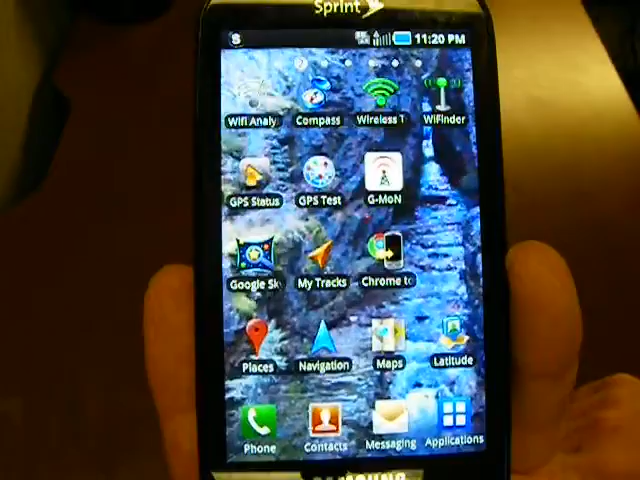 Sprint
11:20 PM
Wifi Analy
Compass
Wireless T
WiFinder
GPS Status
GPS Test
G-MoN
Google Sk
My Tracks
Chrome to
Places
Navigation
Maps
Latitude
Phone
Contacts
Messaging
Applications
SAMSUNG